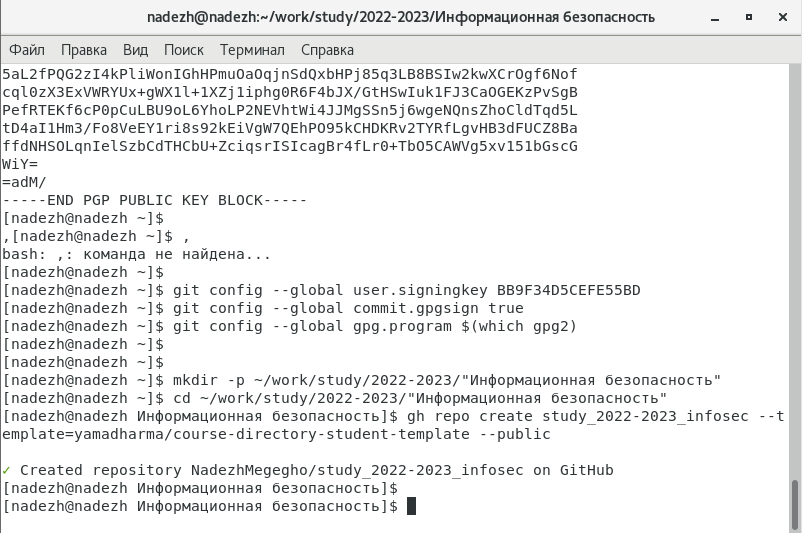 nadezh@nadezh:~/work/study/2022-2023/Информационная безопасность
Файл Правка Вид Поиск Терминал Справка
5aL2fPQG2zI4kPliWonIGhHPmuOaOqjnSdQxbHPj85q3LB8BSIw2kwXCrOgf6Nof
cql0zX3ExVWRYUx+gWX1l+1XZj1iphg0R6F4bJX/GtHSwIuk1FJ3CaOGEKzPvSgB
PefRTEKf6cP0pCuLBU9oL6YhoLP2NEVhtWi4JJMgSSn5j6wgeNQnsZhoCldTqd5L
tD4aI1Hm3/Fo8VeEY1ri8s92kEiVgW7QEhPO95kCHDKRv2TYRfLgvHB3dFUCZ8Ba
ffdNHSOLqnIelSzbCdTHCbU+ZciqsrISIcagBr4fLr0+TbO5CAWVg5xv151bGscG
WiY=
=adM/
-----END PGP PUBLIC KEY BLOCK-----
[nadezh@nadezh ~]$
,[nadezh@nadezh ~]$ ,
bash: ,: команда не найдена...
[nadezh@nadezh ~]$
[nadezh@nadezh ~]$ git config --global user.signingkey BB9F34D5CEFE55BD
[nadezh@nadezh ~]$ git config --global commit.gpgsign true
[nadezh@nadezh ~]$ git config --global gpg.program $(which gpg2)
[nadezh@nadezh ~]$
[nadezh@nadezh ~]$
[nadezh@nadezh ~]$ mkdir -p ~/work/study/2022-2023/"Информационная безопасность"
[nadezh@nadezh ~]$ cd ~/work/study/2022-2023/"Информационная безопасность"
[nadezh@nadezh Информационная безопасность]$ gh repo create study_2022-2023_infosec --t
emplate=yamadharma/course-directory-student-template --public
✓ Created repository NadezhMegegho/study_2022-2023_infosec on GitHub
[nadezh@nadezh Информационная безопасность]$
[nadezh@nadezh Информационная безопасность]$